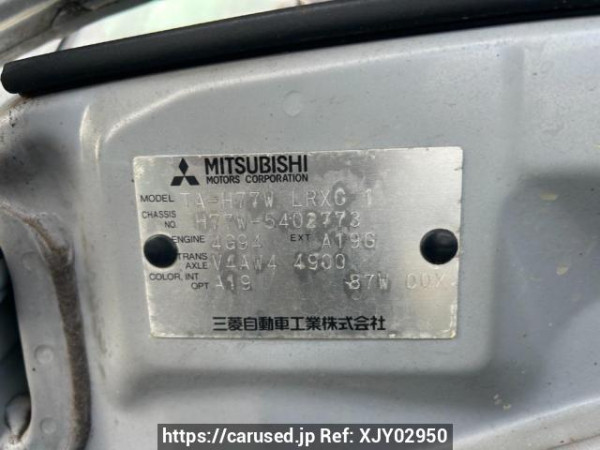 MITSUBISHI
MOTORS CORPORATION
MODEL TA-H77W LRXG 1
CHASSIS NO. H77W-5402773
ENGINE 4G94 EXT A19G
TRANS AXLE V4AW4 4900
COLOR, INT OPT A19 87W DUX
三菱自動車工業株式会社
https://carused.jp Ref: XJY02950